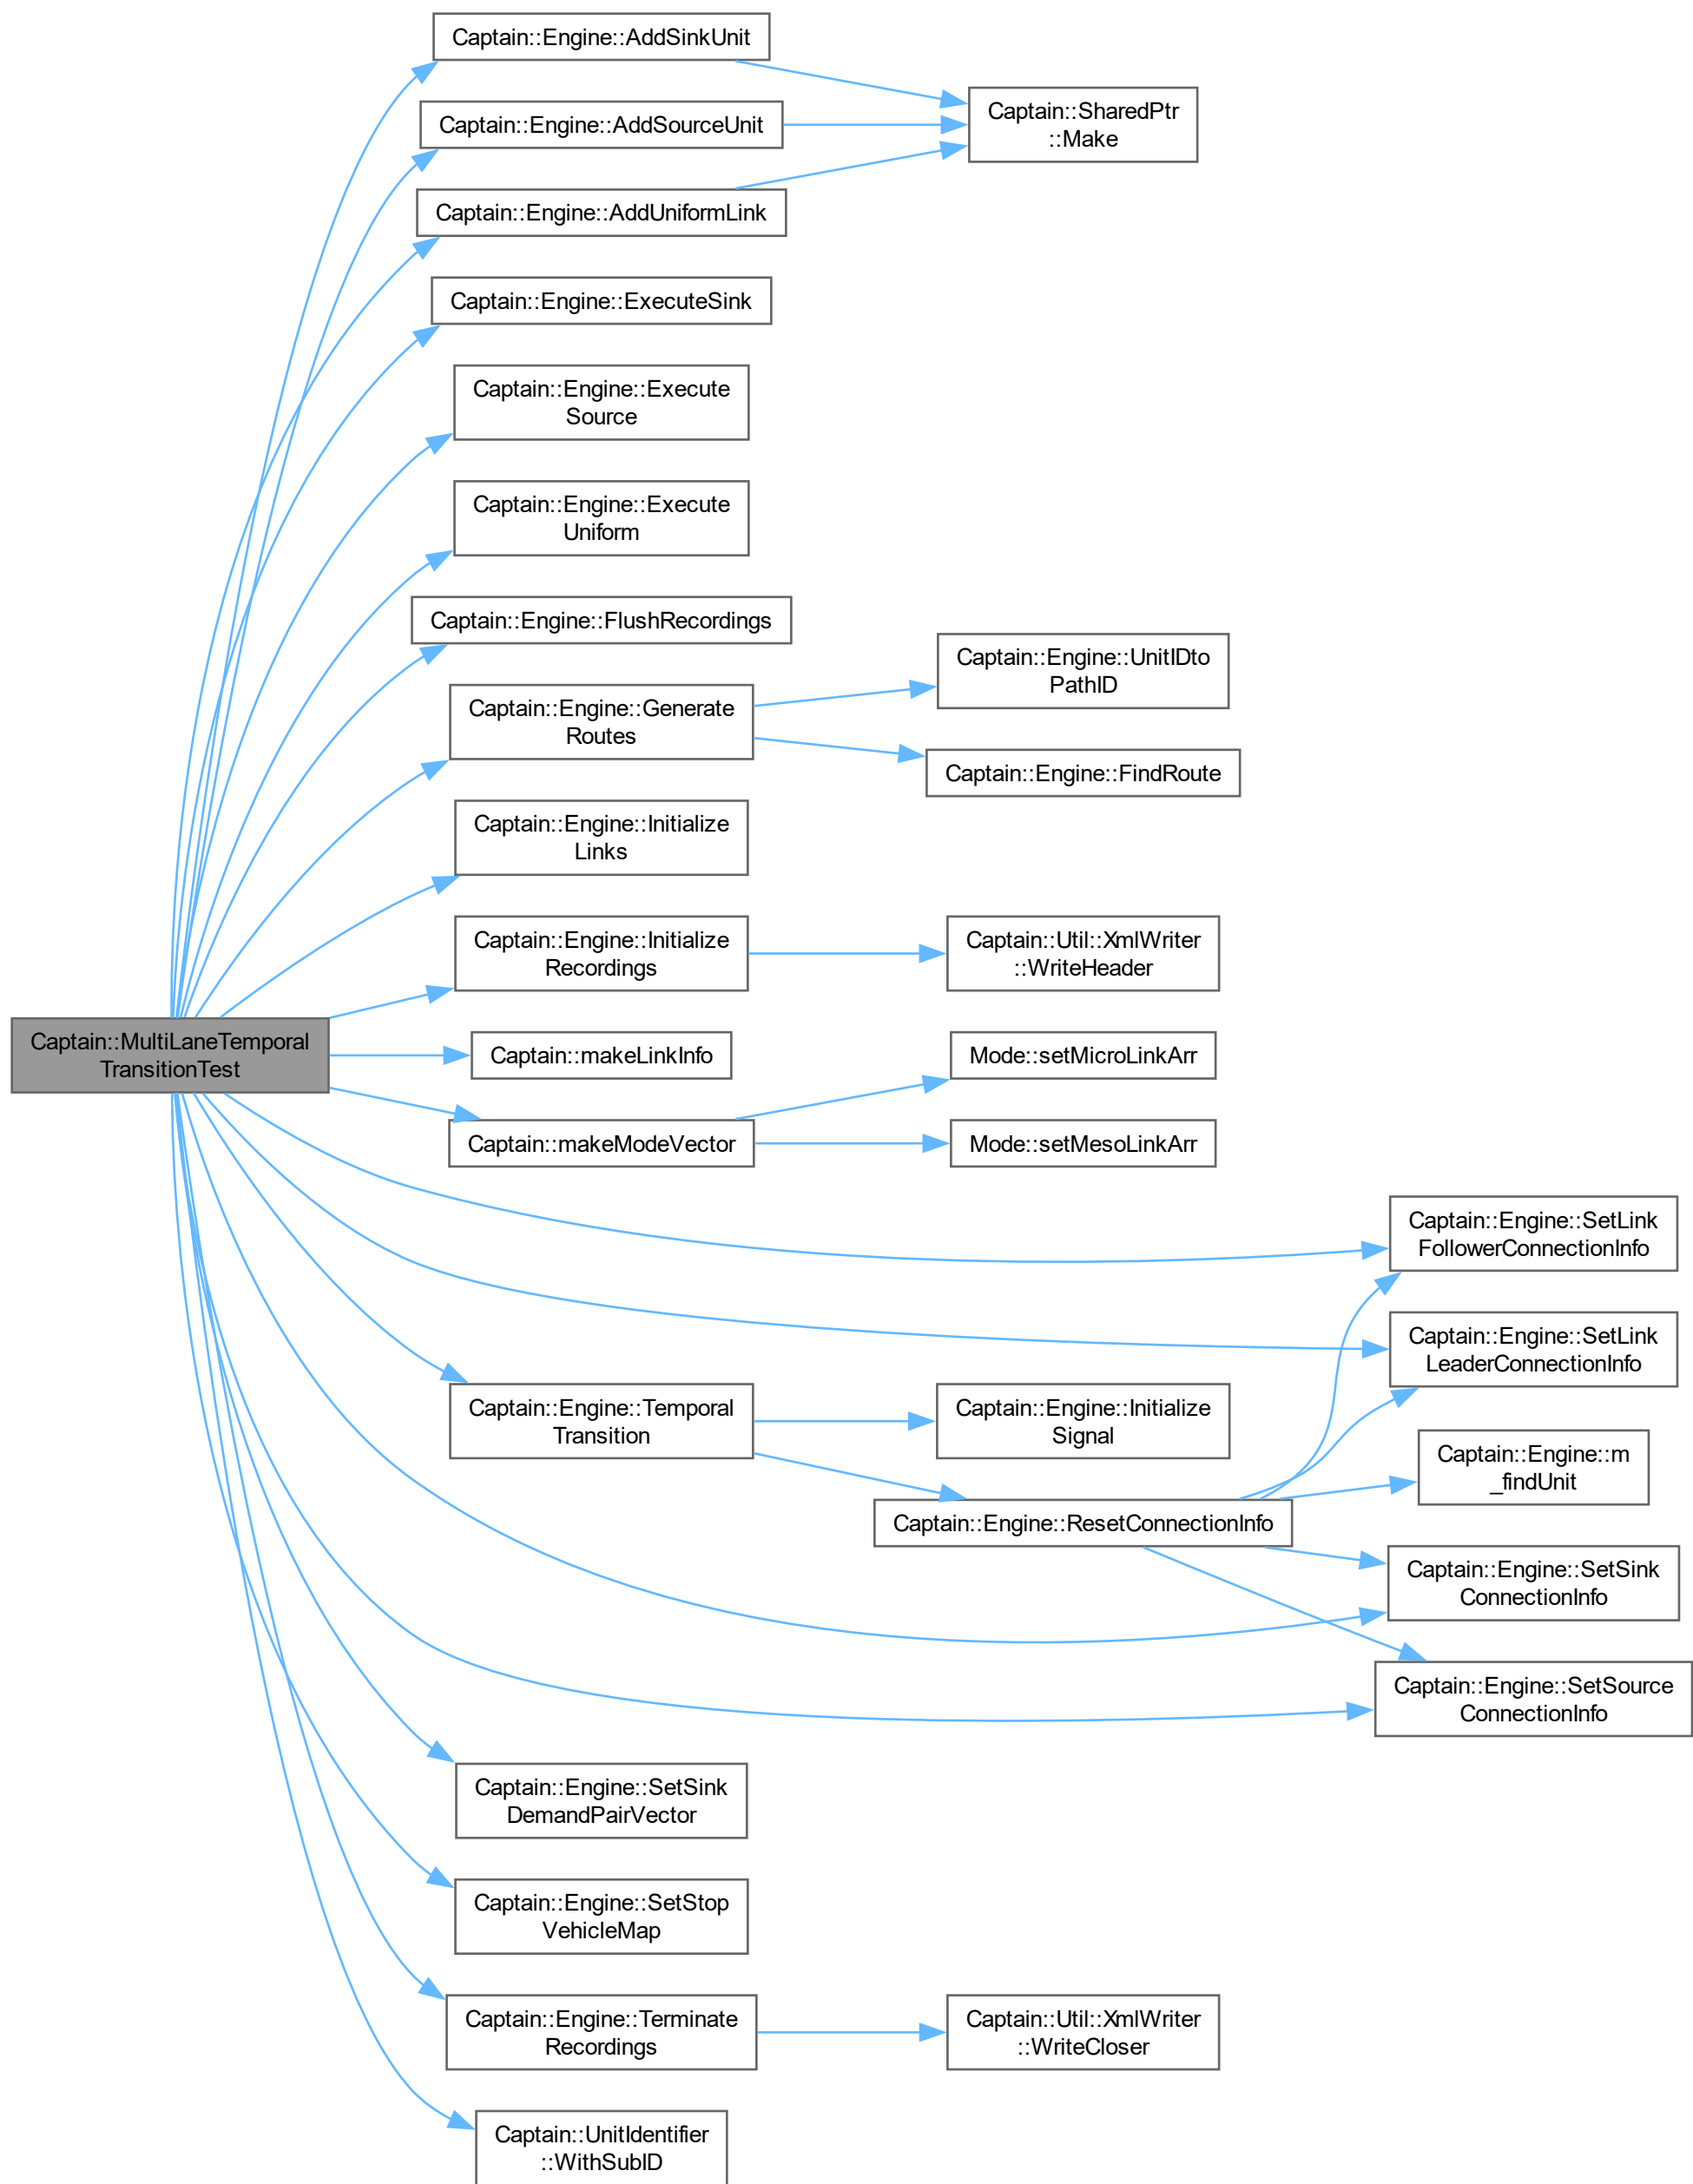 Captain::Engine::AddSinkUnit
Captain::SharedPtr
::Make
Captain::Engine::AddSourceUnit
Captain::Engine::AddUniformLink
Captain::Engine::ExecuteSink
Captain::Engine::Execute
Source
Captain::Engine::Execute
Uniform
Captain::Engine::FlushRecordings
Captain::Engine::UnitIDto
PathID
Captain::Engine::Generate
Routes
Captain::Engine::FindRoute
Captain::Engine::Initialize
Links
Captain::Engine::Initialize
Recordings
Captain::Util::XmlWriter
::WriteHeader
Captain::MultiLaneTemporal
TransitionTest
Captain::makeLinkInfo
Mode::setMicroLinkArr
Captain::makeModeVector
Mode::setMesoLinkArr
Captain::Engine::SetLink
FollowerConnectionInfo
Captain::Engine::SetLink
LeaderConnectionInfo
Captain::Engine::Temporal
Transition
Captain::Engine::Initialize
Signal
Captain::Engine::m
_findUnit
Captain::Engine::ResetConnectionInfo
Captain::Engine::SetSink
ConnectionInfo
Captain::Engine::SetSource
ConnectionInfo
Captain::Engine::SetSink
DemandPairVector
Captain::Engine::SetStop
VehicleMap
Captain::Engine::Terminate
Recordings
Captain::Util::XmlWriter
::WriteCloser
Captain::UnitIdentifier
::WithSubID